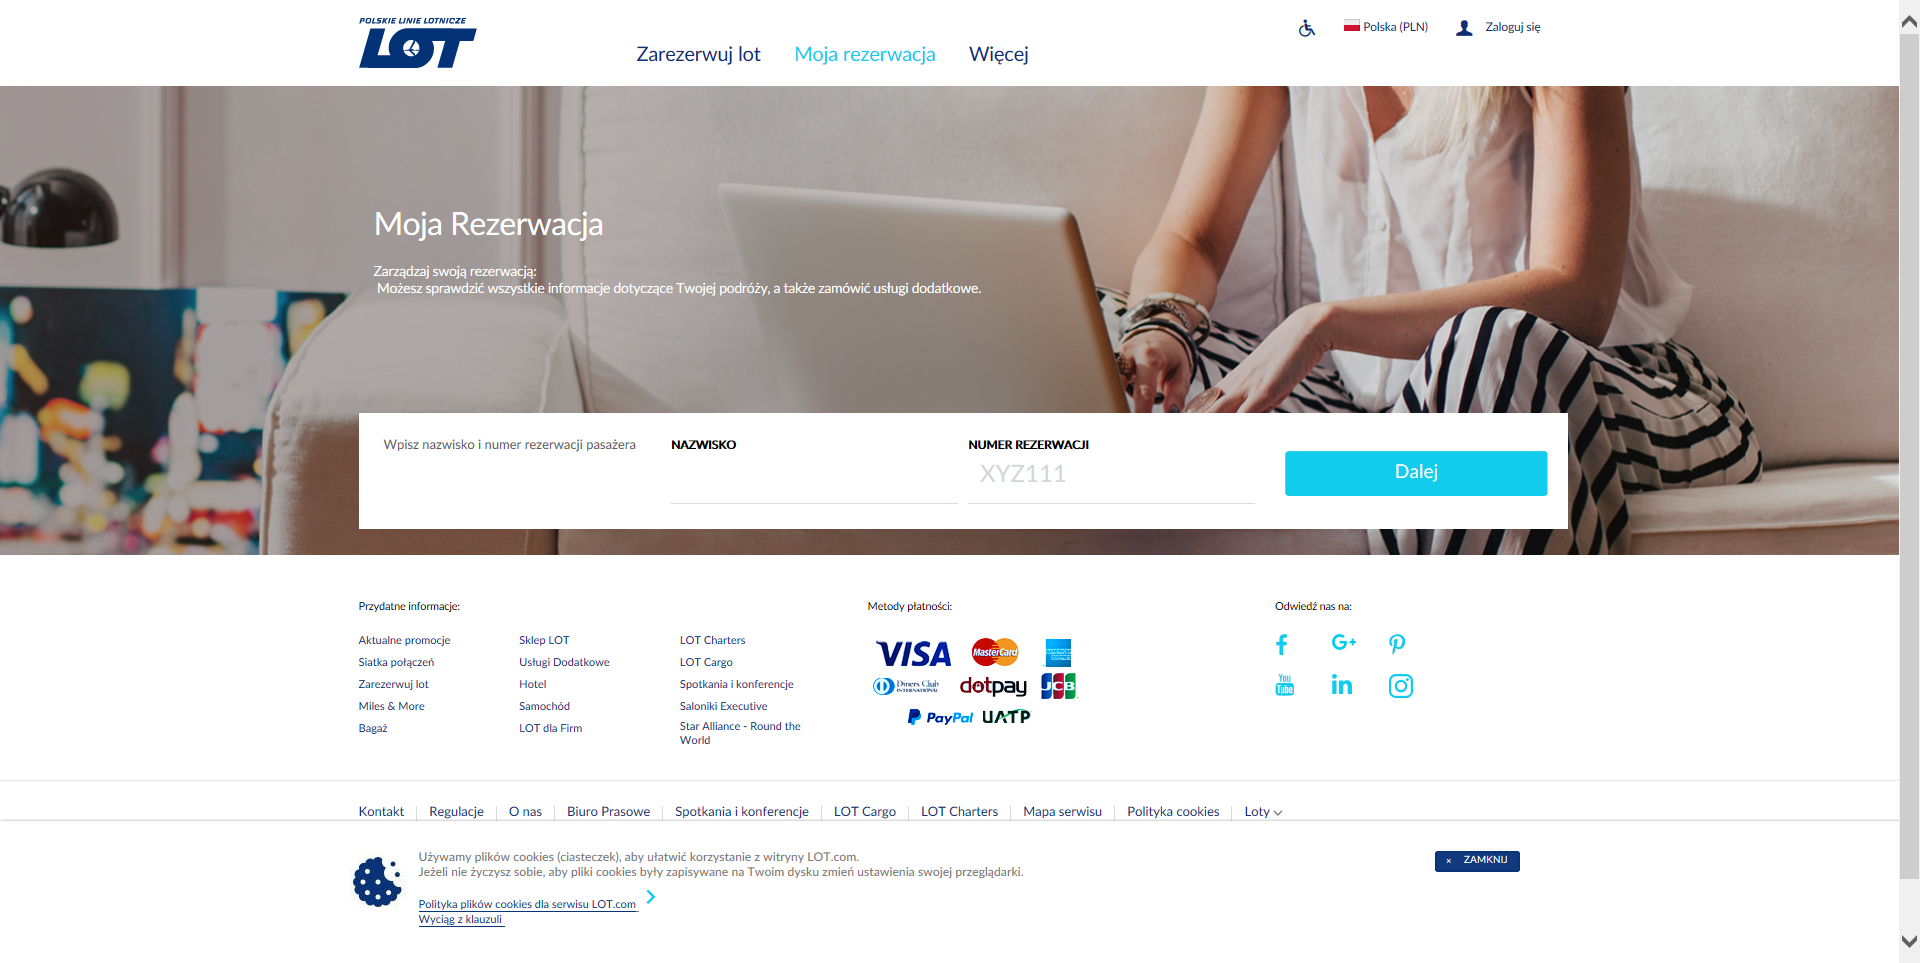 POLSKIE LINIE LOTNICZE
LOT
Zarezerwuj lot
Moja rezerwacja
Więcej
Polska (PLN)
Zaloguj się
Moja Rezerwacja
Zarządzaj swoją rezerwacją:
Możesz sprawdzić wszystkie informacje dotyczące Twojej podróży, a także zamówić usługi dodatkowe.
Wpisz nazwisko i numer rezerwacji pasażera
NAZWISKO
NUMER REZERWACJI
XYZ111
Dalej
Przydatne informacje:
Aktualne promocje
Siatka połączeń
Zarezerwuj lot
Miles & More
Bagaż
Sklep LOT
Usługi Dodatkowe
Hotel
Samochód
LOT dla Firm
LOT Charters
LOT Cargo
Spotkania i konferencje
Saloniki Executive
Star Alliance - Round the
World
Metody płatności:
VISA
MasterCard
AMERICAN EXPRESS
Diners Club
INTERNATIONAL
dotpay
JCB
PayPal
UATP
Odwiedź nas na:
f
G+
You
Tube
in
Kontakt
Regulacje
O nas
Biuro Prasowe
Spotkania i konferencje
LOT Cargo
LOT Charters
Mapa serwisu
Polityka cookies
Loty
Używamy plików cookies (ciasteczek), aby ułatwić korzystanie z witryny LOT.com.
Jeżeli nie życzysz sobie, aby pliki cookies były zapisywane na Twoim dysku zmień ustawienia swojej przeglądarki.
Polityka plików cookies dla serwisu LOT.com
Wyciąg z klauzuli
× ZAMKNIJ